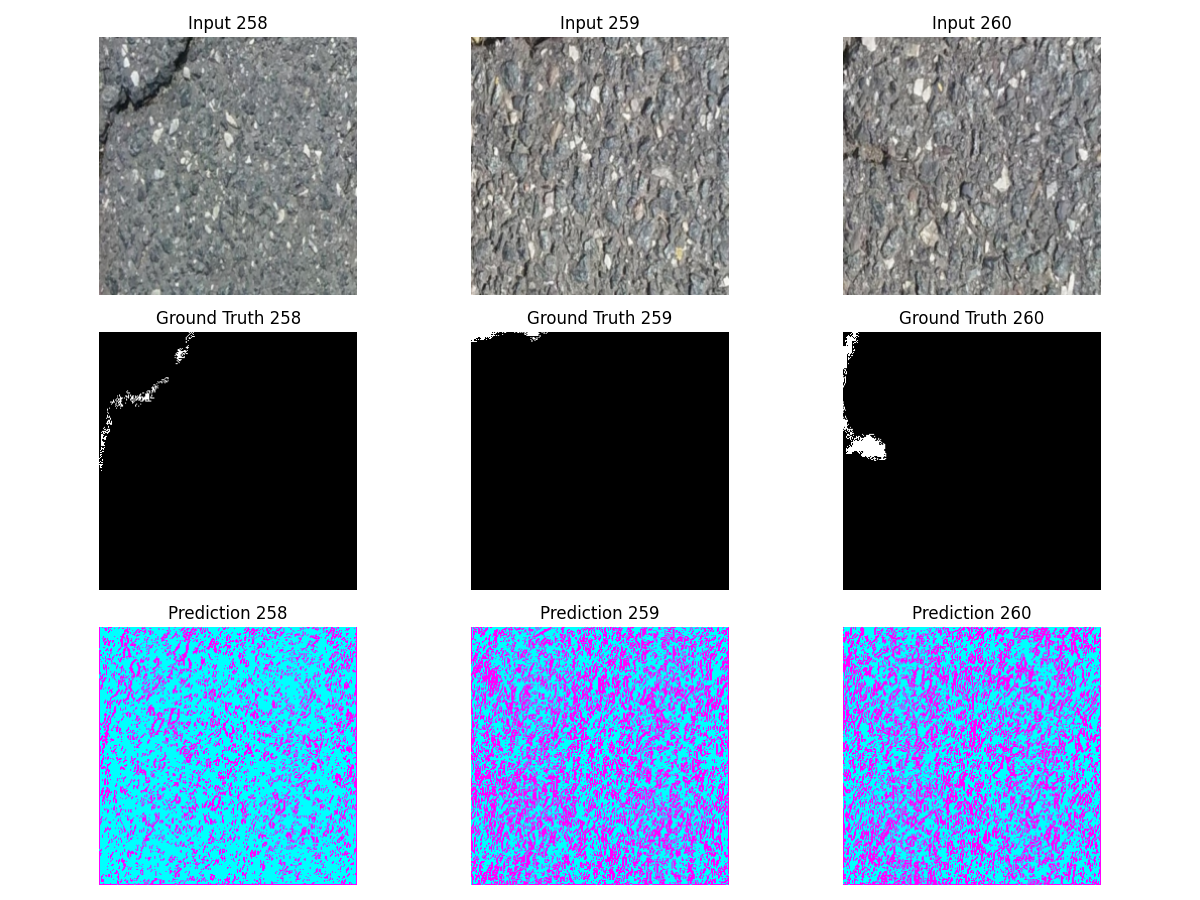 Input 258
Input 259
Input 260
Ground Truth 258
Ground Truth 259
Ground Truth 260
Prediction 258
Prediction 259
Prediction 260